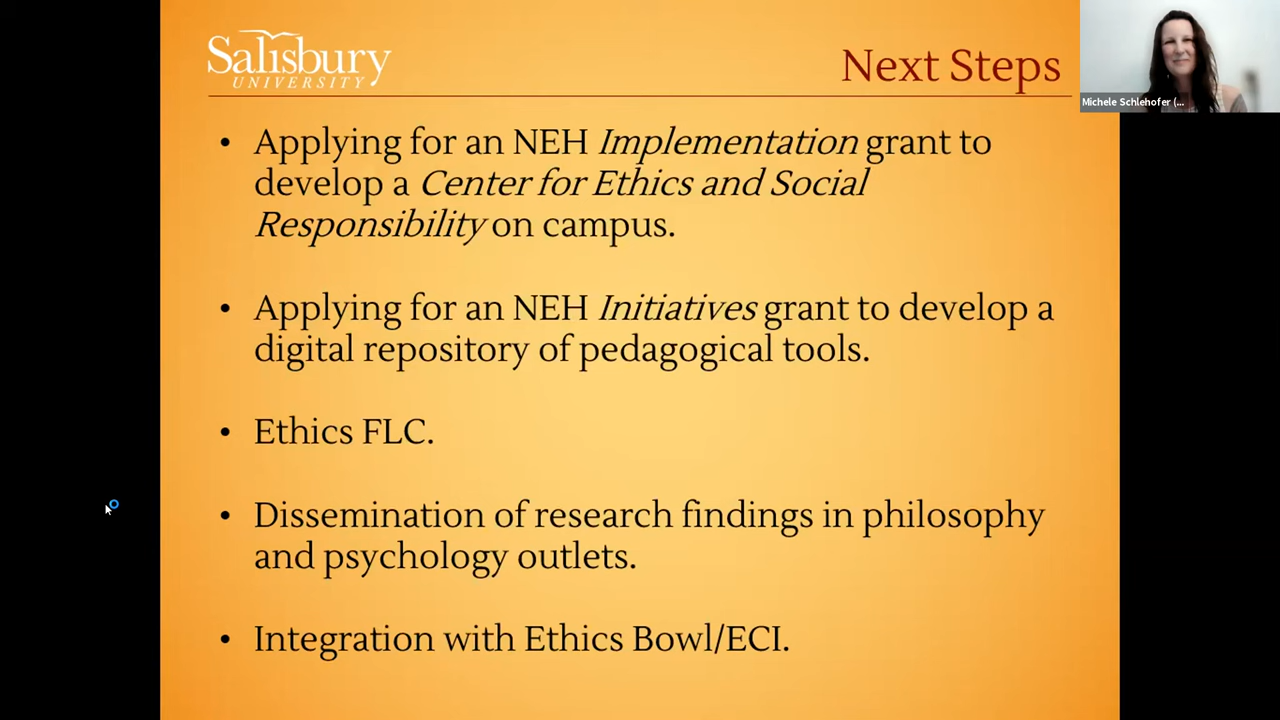 Salisbury
UNIVERSITY
Next Steps
Michele Schlehofer (...
• Applying for an NEH Implementation grant to
develop a Center for Ethics and Social
Responsibility on campus.
• Applying for an NEH Initiatives grant to develop a
digital repository of pedagogical tools.
• Ethics FLC.
• Dissemination of research findings in philosophy
and psychology outlets.
• Integration with Ethics Bowl/ECI.